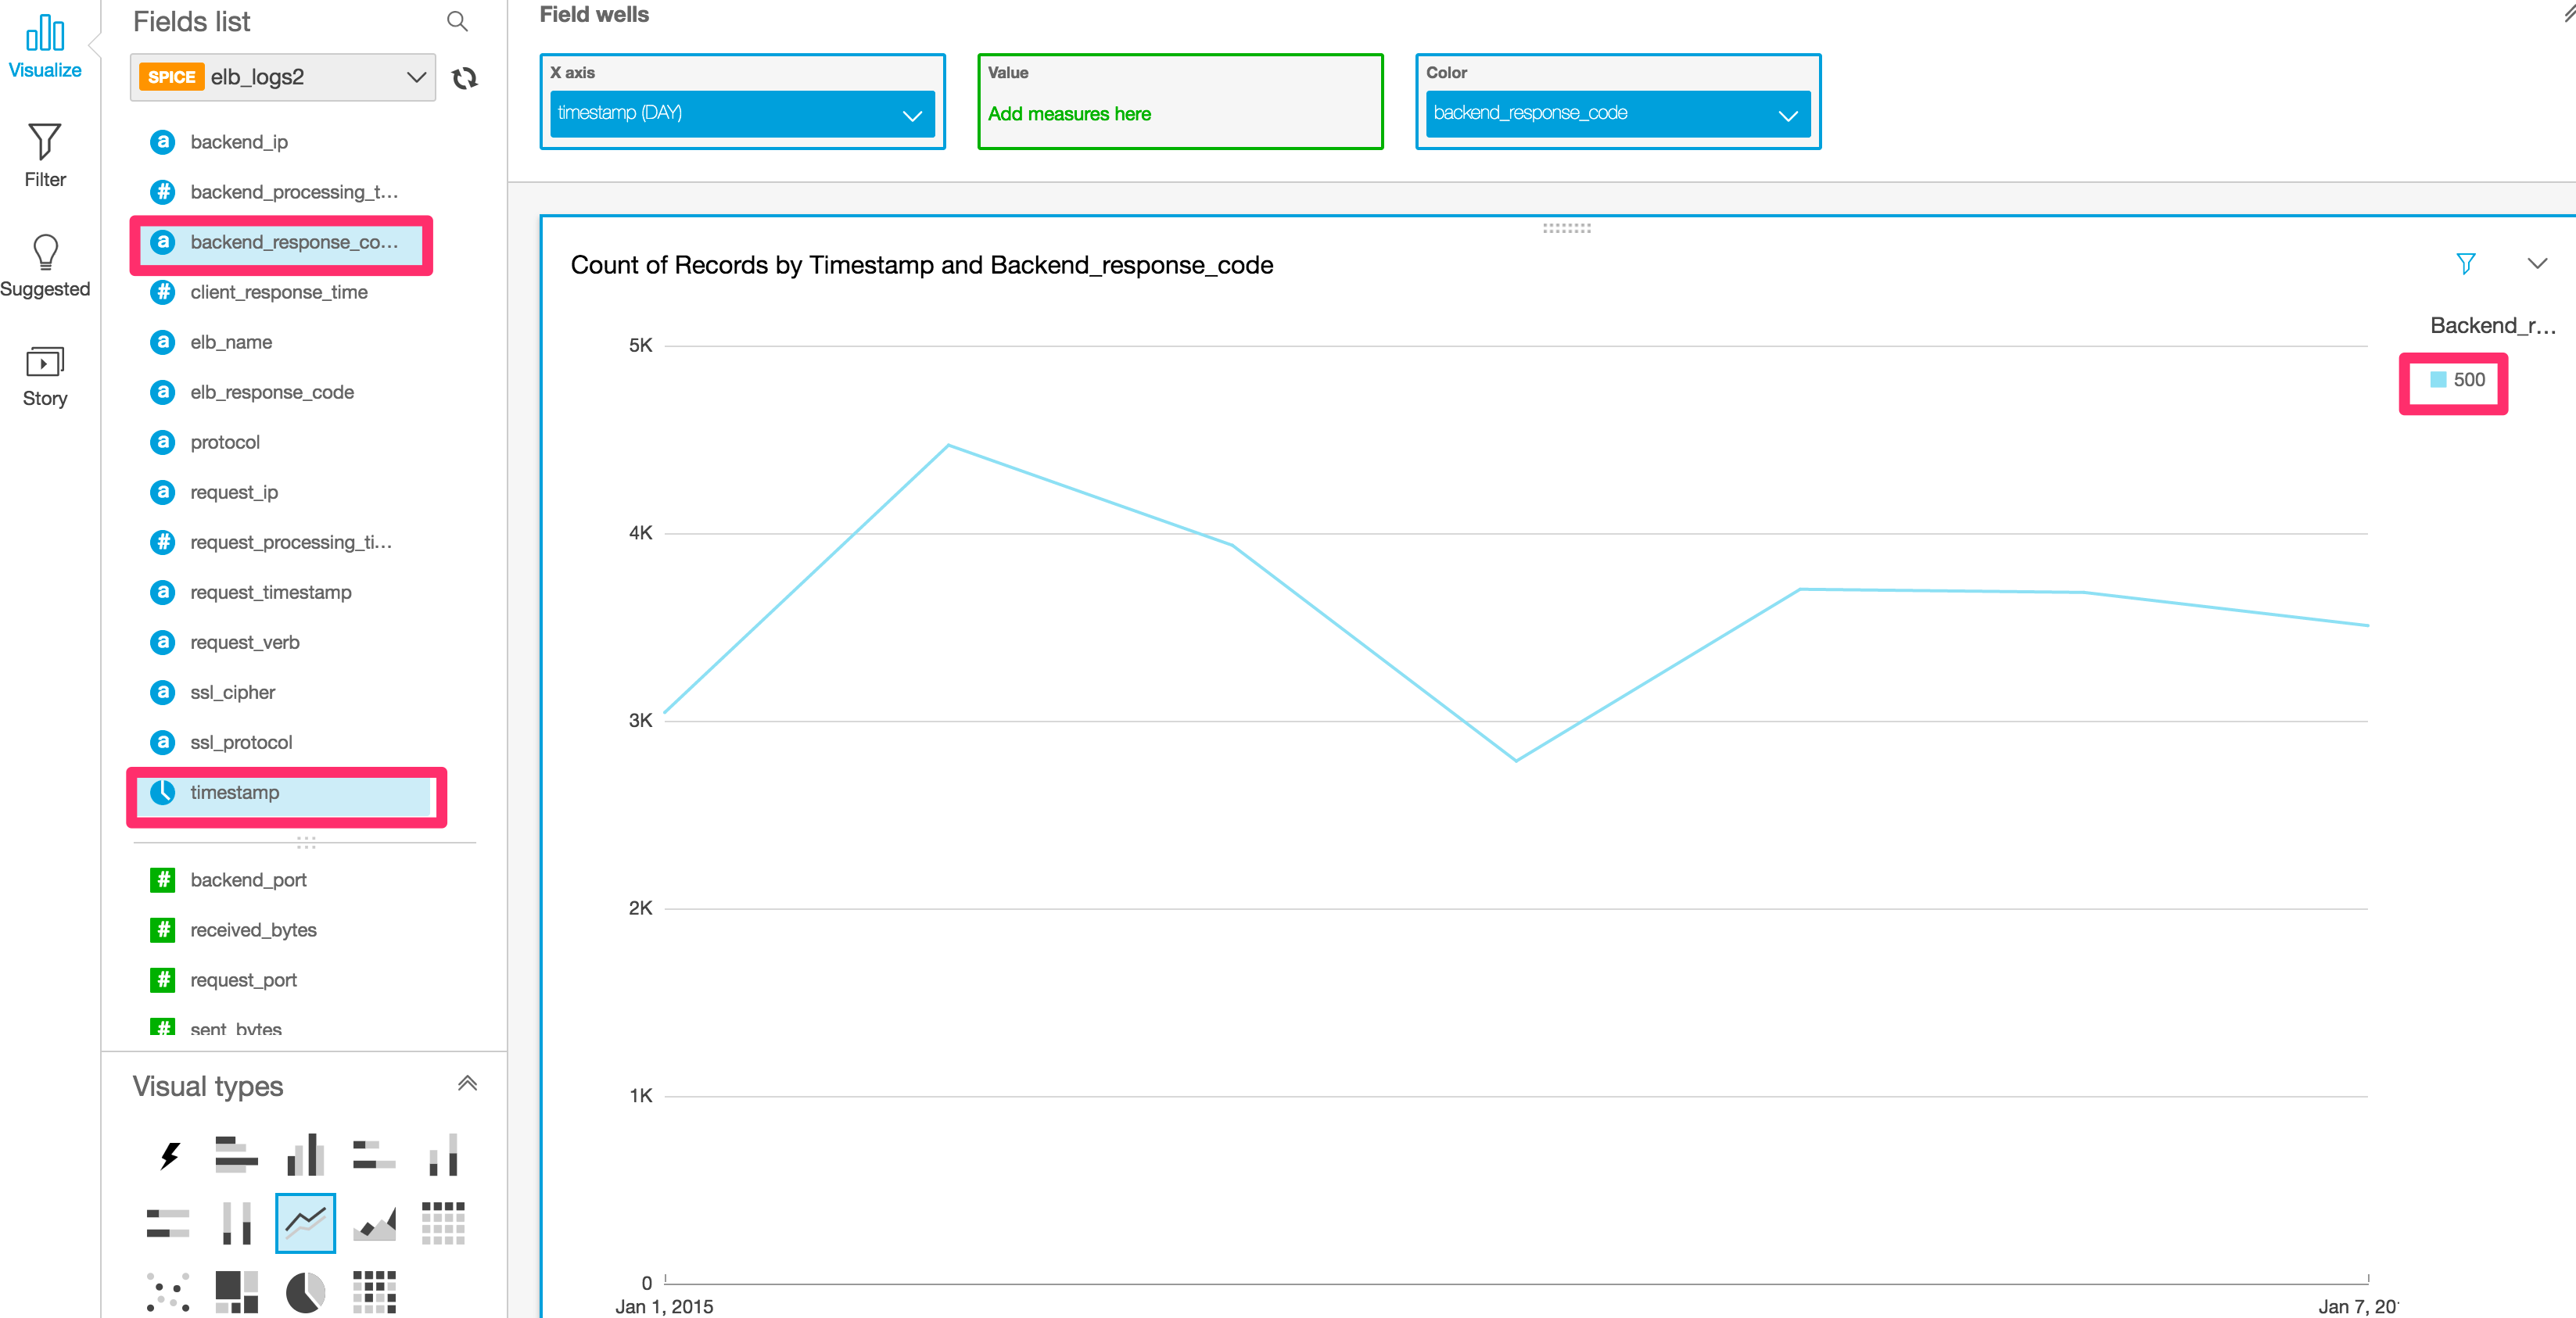 Visualize
Filter
Suggested
Story
Fields list
SPICE elb_logs2
a backend_ip
# backend_processing_t...
a backend_response_co...
# client_response_time
a elb_name
a elb_response_code
a protocol
a request_ip
# request_processing_ti...
a request_timestamp
a request_verb
a ssl_cipher
a ssl_protocol
timestamp
# backend_port
# received_bytes
# request_port
# sent_bytes
Visual types
Field wells
X axis
timestamp (DAY)
Value
Add measures here
Color
backend_response_code
Count of Records by Timestamp and Backend_response_code
Backend_r...
500
5K
4K
3K
2K
1K
0
Jan 1, 2015
Jan 7, 20